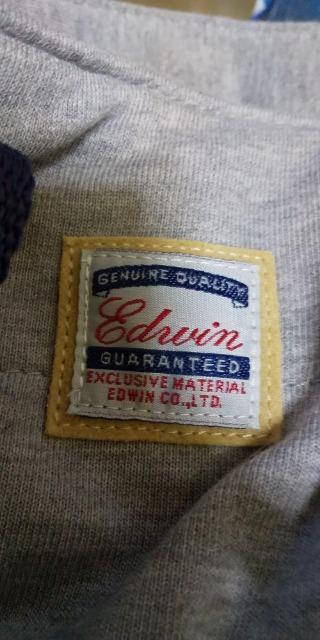 GENUINE QUALITY
Edwin
GUARANTEED
EXCLUSIVE MATERIAL
EDWIN CO.,LTD.